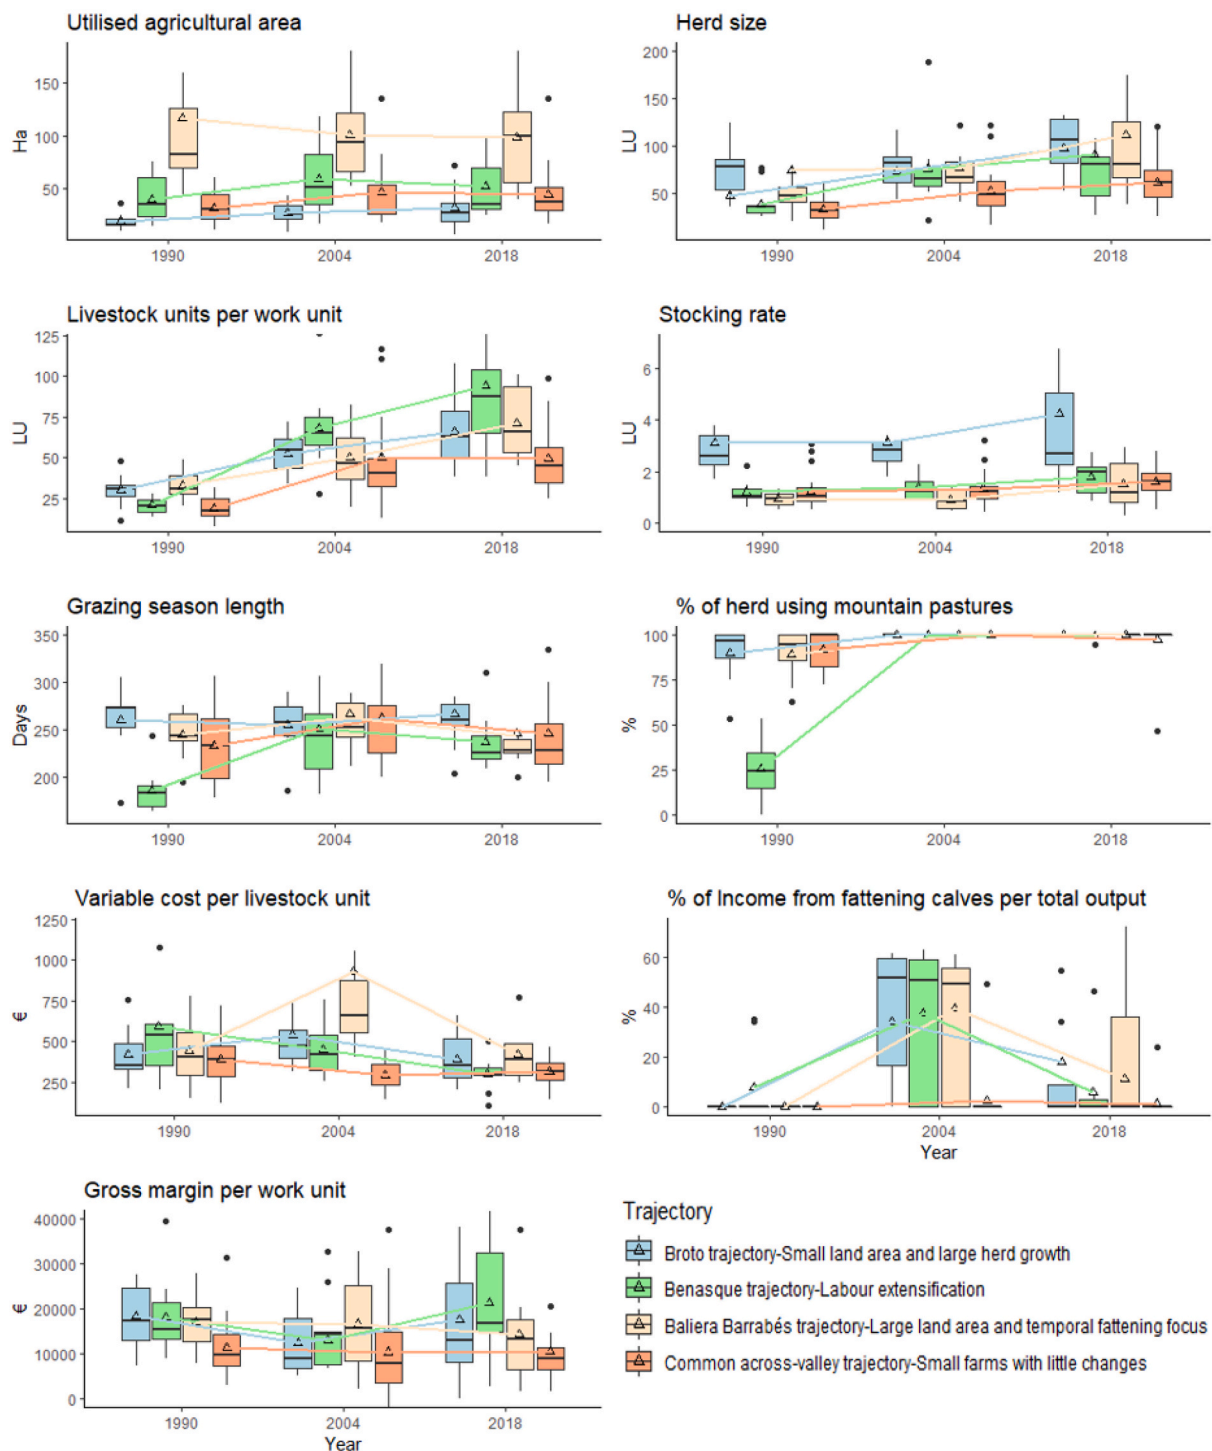 Utilised agricultural area
Ha
150
100
50
1990 2004 2018
Herd size
LU
200
150
100
50
1990 2004 2018
Livestock units per work unit
LU
125
100
75
50
25
1990 2004 2018
Stocking rate
LU
6
4
2
0
1990 2004 2018
Grazing season length
Days
350
300
250
200
1990 2004 2018
% of herd using mountain pastures
%
100
75
50
25
0
1990 2004 2018
Variable cost per livestock unit
€
1250
1000
750
500
250
1990 2004 2018
% of Income from fattening calves per total output
%
60
40
20
0
1990 2004 2018
Year
Gross margin per work unit
€
40000
30000
20000
10000
0
1990 2004 2018
Year
Trajectory
Broto trajectory-Small land area and large herd growth
Benasque trajectory-Labour extensification
Baliera Barrabés trajectory-Large land area and temporal fattening focus
Common across-valley trajectory-Small farms with little changes